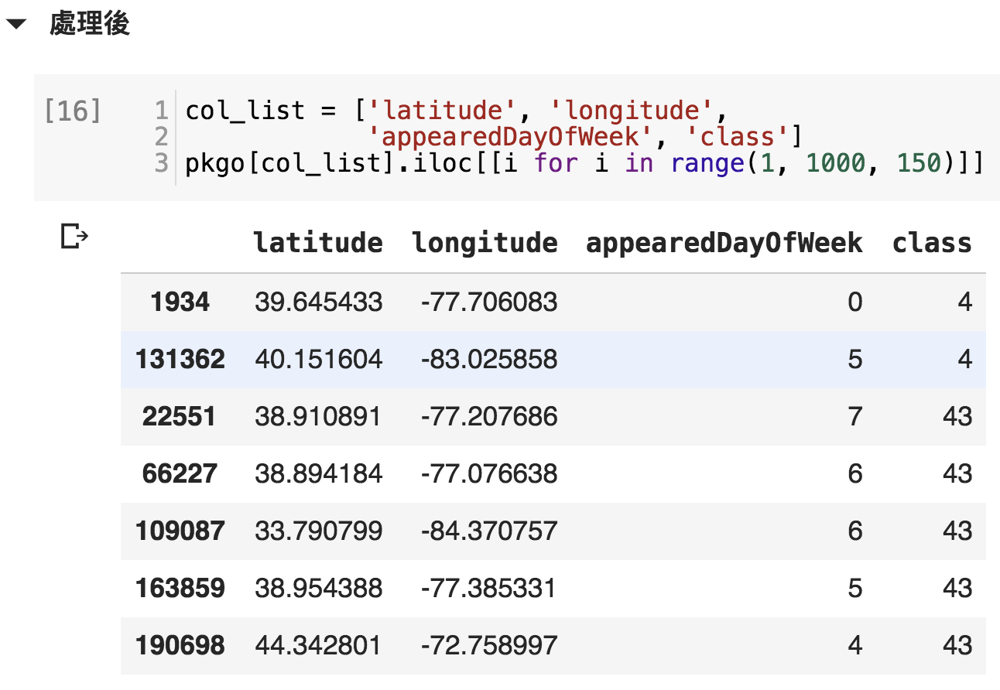 處理後
[16] 1 col_list = ['latitude', 'longitude',
2 'appearedDayOfWeek', 'class']
3 pkgo[col_list].iloc[[i for i in range(1, 1000, 150)]]
latitude longitude appearedDayOfWeek class
1934 39.645433 -77.706083 0 4
131362 40.151604 -83.025858 5 4
22551 38.910891 -77.207686 7 43
66227 38.894184 -77.076638 6 43
109087 33.790799 -84.370757 6 43
163859 38.954388 -77.385331 5 43
190698 44.342801 -72.758997 4 43